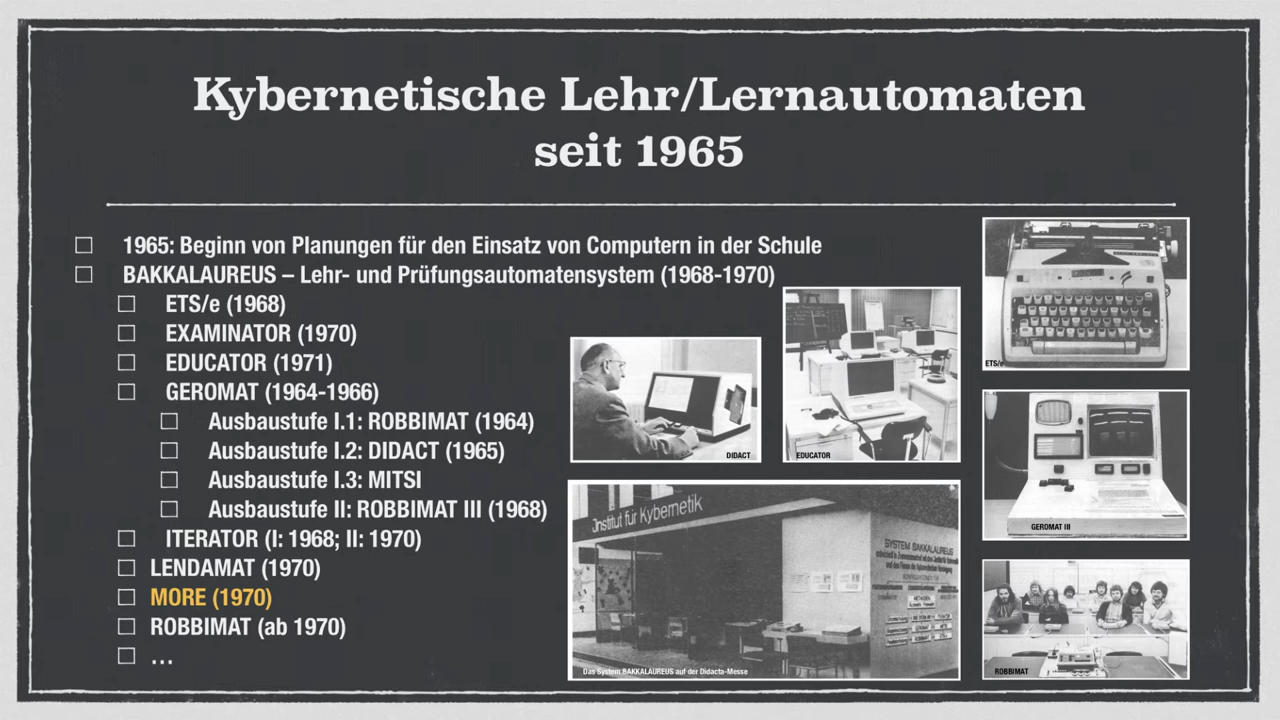 Kybernetische Lehr/Lernautomaten
seit 1965
1965: Beginn von Planungen für den Einsatz von Computern in der Schule
BAKKALAUREUS – Lehr- und Prüfungsautomatensystem (1968-1970)
ETS/e (1968)
EXAMINATOR (1970)
EDUCATOR (1971)
GEROMAT (1964-1966)
Ausbaustufe I.1: ROBBIMAT (1964)
Ausbaustufe I.2: DIDACT (1965)
Ausbaustufe I.3: MITSI
Ausbaustufe II: ROBBIMAT III (1968)
ITERATOR (I: 1968; II: 1970)
LENDAMAT (1970)
MORE (1970)
ROBBIMAT (ab 1970)
...
DIDACT
EDUCATOR
ETS/e
GEROMAT III
Institut für Kybernetik
SYSTEM BAKKALAUREUS
Das System BAKKALAUREUS auf der Didacta-Messe
ROBBIMAT